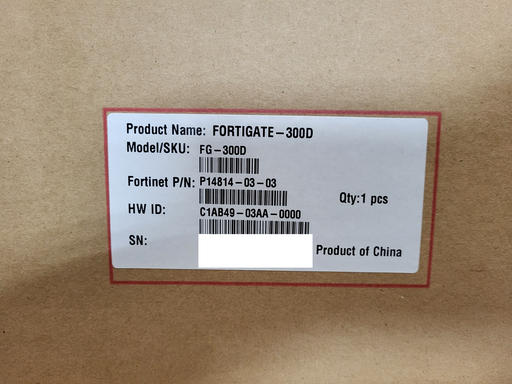 Product Name: FORTIGATE-300D
Model/SKU: FG-300D
Fortinet P/N: P14814-03-03
Qty:1 pcs
HW ID: C1AB49-03AA-0000
SN:
Product of China